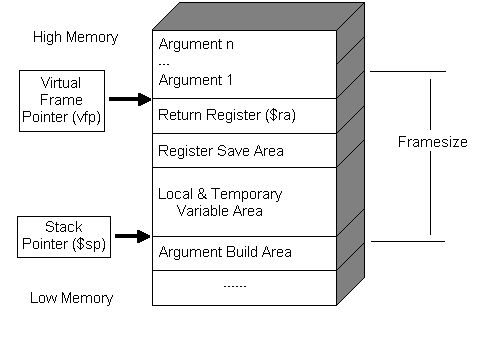 High Memory
Argument n
...
Argument 1
Virtual
Frame
Pointer (vfp)
Return Register ($ra)
Framesize
Register Save Area
Local & Temporary
Variable Area
Stack
Pointer ($sp)
Argument Build Area
Low Memory
......